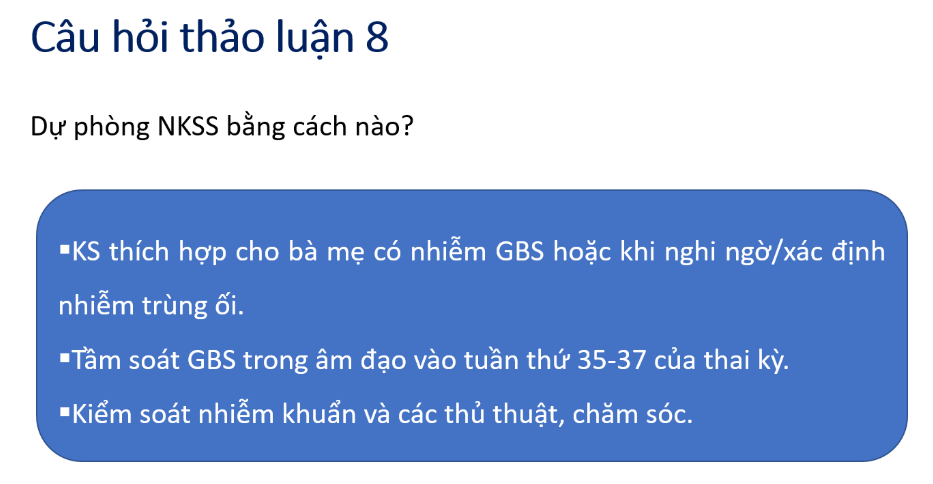 Câu hỏi thảo luận 8
Dự phòng NKSS bằng cách nào?
▪KS thích hợp cho bà mẹ có nhiễm GBS hoặc khi nghi ngờ/xác định
nhiễm trùng ối.
▪Tầm soát GBS trong âm đạo vào tuần thứ 35-37 của thai kỳ.
▪Kiểm soát nhiễm khuẩn và các thủ thuật, chăm sóc.